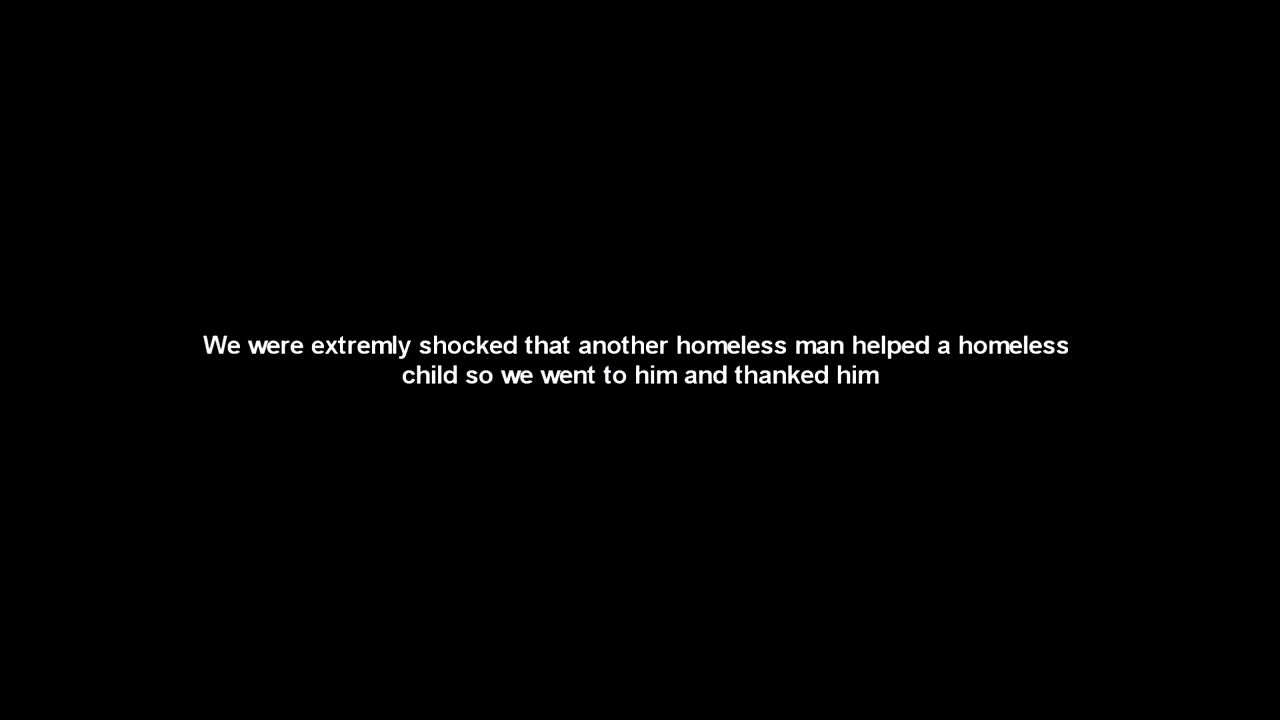 We were extremly shocked that another homeless man helped a homeless
child so we went to him and thanked him